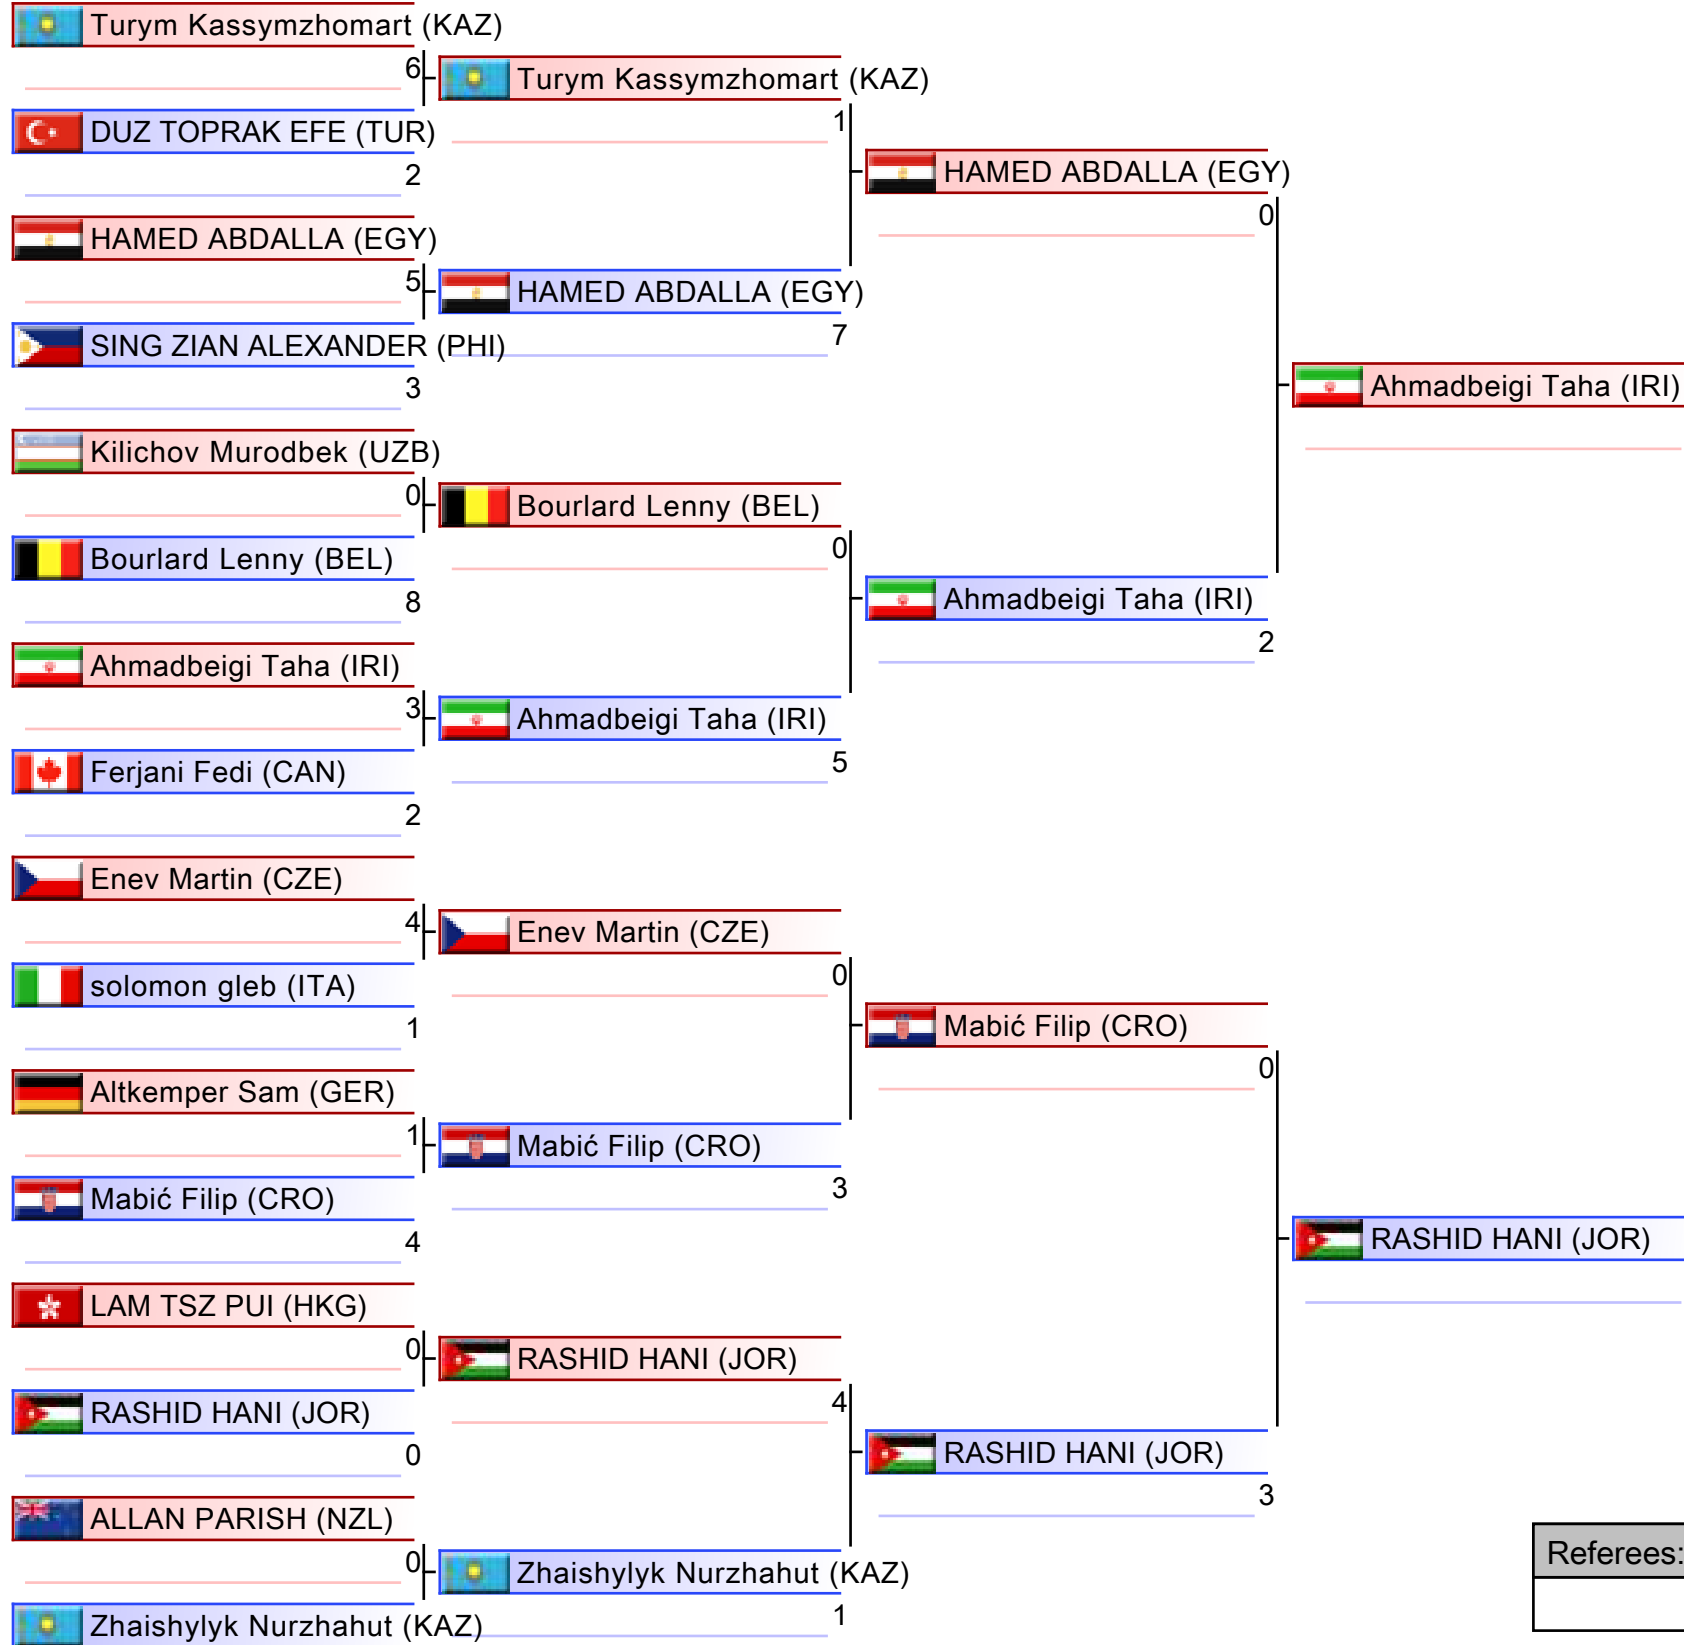 Turym Kassymzhomart (KAZ)
6
DUZ TOPRAK EFE (TUR)
2
HAMED ABDALLA (EGY)
5
SING ZIAN ALEXANDER (PHI)
3
Kilichov Murodbek (UZB)
0
Bourlard Lenny (BEL)
8
Ahmadbeigi Taha (IRI)
3
Ferjani Fedi (CAN)
2
Enev Martin (CZE)
4
solomon gleb (ITA)
1
Altkemper Sam (GER)
1
Mabić Filip (CRO)
4
LAM TSZ PUI (HKG)
0
RASHID HANI (JOR)
0
ALLAN PARISH (NZL)
0
Zhaishylyk Nurzhahut (KAZ)
Turym Kassymzhomart (KAZ)
1
HAMED ABDALLA (EGY)
7
Bourlard Lenny (BEL)
0
Ahmadbeigi Taha (IRI)
5
Enev Martin (CZE)
0
Mabić Filip (CRO)
3
RASHID HANI (JOR)
4
Zhaishylyk Nurzhahut (KAZ)
1
HAMED ABDALLA (EGY)
0
Ahmadbeigi Taha (IRI)
2
Mabić Filip (CRO)
0
RASHID HANI (JOR)
3
Ahmadbeigi Taha (IRI)
RASHID HANI (JOR)
Referees: